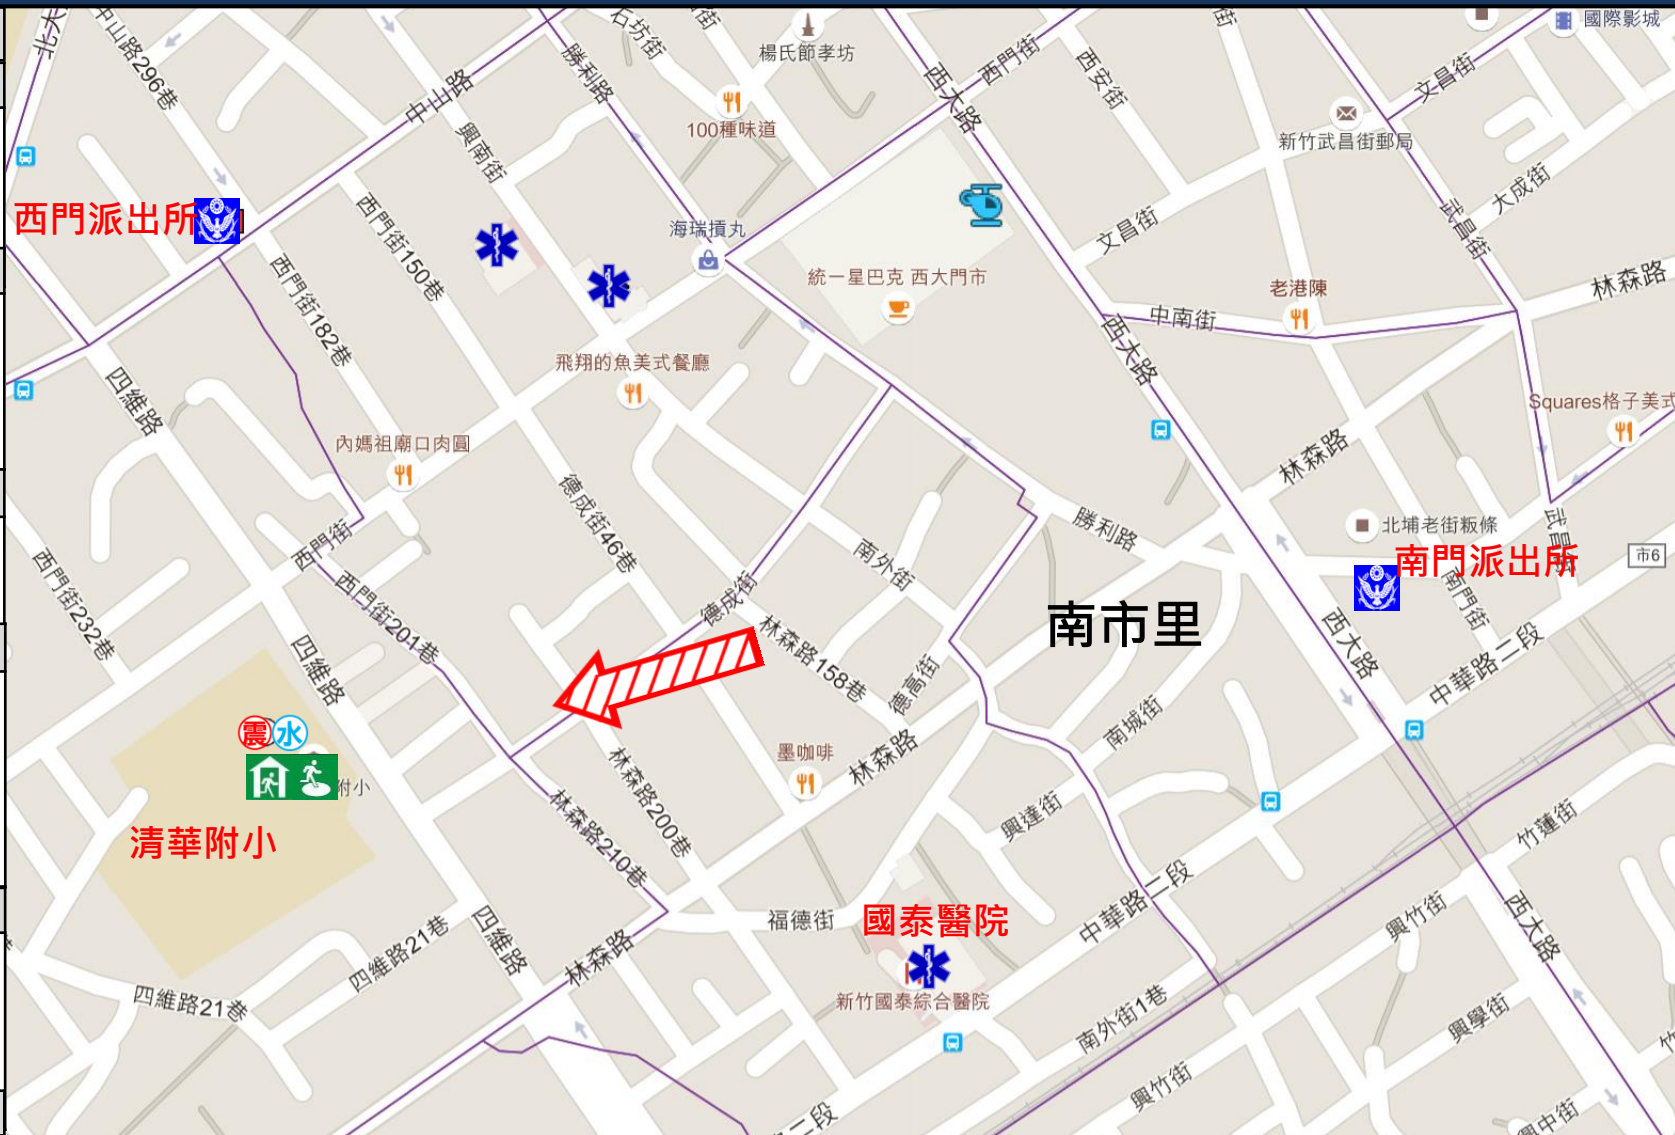 北大
中山路296巷
石坊街
街
街
國際影城
楊氏節孝坊
勝利路
西門街
西大路
西安街
文昌街
中山路
100種味道
新竹武昌街郵局
興南街
西門派出所
西門街150巷
海瑞摃丸
文昌街
武昌街
大成街
西門街182巷
統一星巴克 西大門市
老港陳
林森路
中南街
西大路
四維路
飛翔的魚美式餐廳
Squares格子美式
內媽祖廟口肉圓
林森路
德成街46巷
西門街
勝利路
北埔老街粄條
武昌街
市6
南門派出所
西門街232巷
西門街201巷
南外街
德成街
南市里
南門街
林森路158巷
西大路
中華路二段
四維路
德高街
南城街
震
水
附小
墨咖啡
林森路
林森路200巷
林森路210巷
興達街
竹蓮街
清華附小
四維路
福德街
國泰醫院
中華路二段
興竹街
西大路
四維路21巷
林森路
四維路21巷
新竹國泰綜合醫院
南外街1巷
興學街
竹
興竹街
二段
興中街